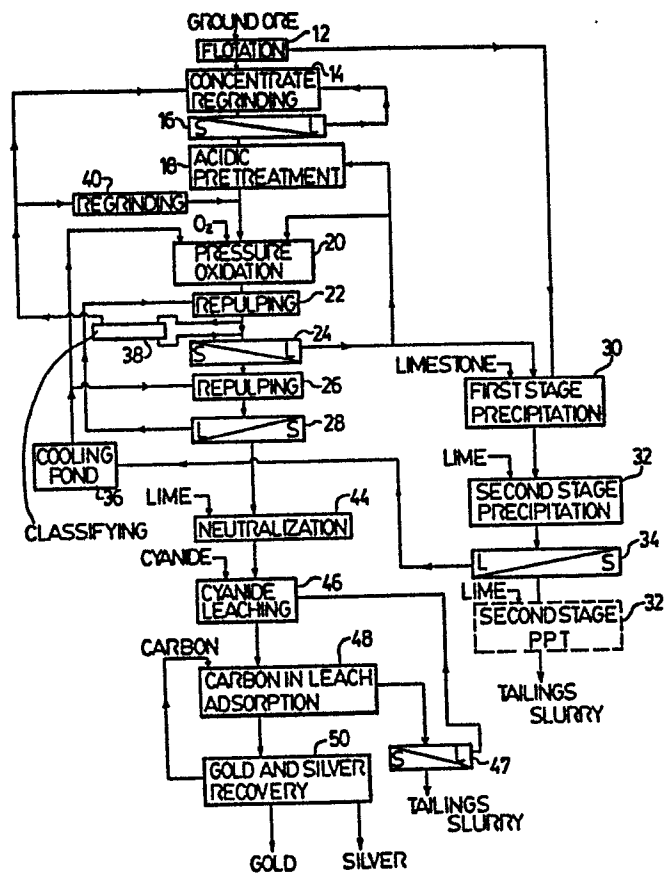 GROUND ORE
FLOTATION
12
CONCENTRATE
REGRINDING
14
16
S
L
18
ACIDIC
PRETREATMENT
40
REGRINDING
O₂
PRESSURE
OXIDATION
20
REPULPING
22
38
S
L
24
REPULPING
26
L
S
28
COOLING
POND
36
CLASSIFYING
LIMESTONE
FIRST STAGE
PRECIPITATION
30
LIME
SECOND STAGE
PRECIPITATION
32
L
S
34
LIME
SECOND STAGE
PPT
32
TAILINGS
SLURRY
LIME
NEUTRALIZATION
44
CYANIDE
CYANIDE
LEACHING
46
CARBON
CARBON IN LEACH
ADSORPTION
48
S
L
47
TAILINGS
SLURRY
GOLD AND SILVER
RECOVERY
50
GOLD
SILVER